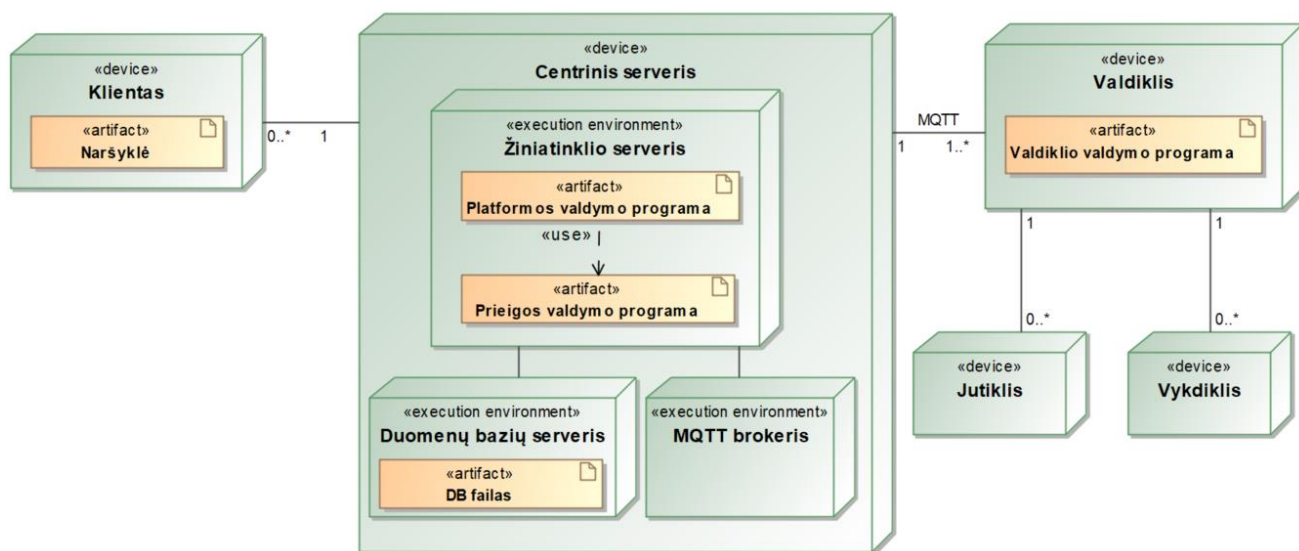 «device»
Klientas
«artifact»
Naršyklė
0..*
1
«device»
Centrinis serveris
«execution environment»
Žiniatinklio serveris
«artifact»
Platformos valdymo programa
«use»
«artifact»
Prieigos valdymo programa
«execution environment»
Duomenų bazių serveris
«artifact»
DB failas
«execution environment»
MQTT brokeris
MQTT
1
1..*
«device»
Valdiklis
«artifact»
Valdiklio valdymo programa
1
1
0..*
0..*
«device»
Jutiklis
«device»
Vykdiklis